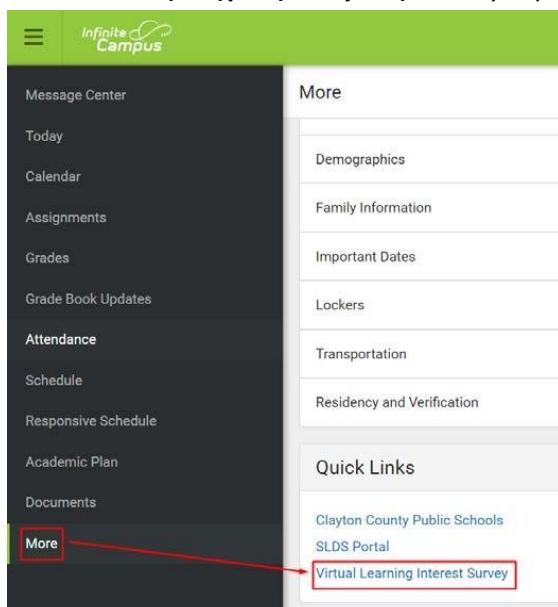 Infinite
Campus
Message Center
Today
Calendar
Assignments
Grades
Grade Book Updates
Attendance
Schedule
Responsive Schedule
Academic Plan
Documents
More
More
Demographics
Family Information
Important Dates
Lockers
Transportation
Residency and Verification
Quick Links
Clayton County Public Schools
SLDS Portal
Virtual Learning Interest Survey